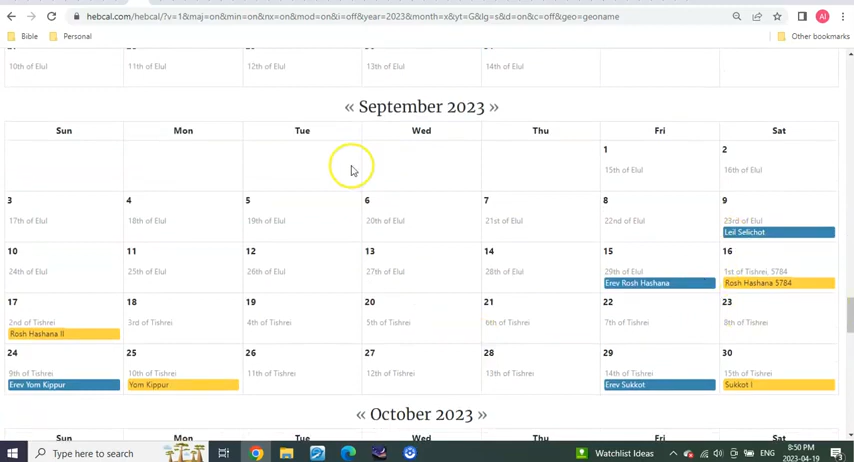 hebcal.com/hebcal/?v=1&maj=on&min=on&nx=on&mod=on&i=off&year=2023&month=x&yt=G&lg=s&d=on&c=off&geo=geoname
AI
Bible Personal Other bookmarks
10th of Elul 11th of Elul 12th of Elul 13th of Elul 14th of Elul
« September 2023 »
Sun Mon Tue Wed Thu Fri Sat
1 2
15th of Elul 16th of Elul
3 4 5 6 7 8 9
17th of Elul 18th of Elul 19th of Elul 20th of Elul 21st of Elul 22nd of Elul 23rd of Elul
Leil Selichot
10 11 12 13 14 15 16
24th of Elul 25th of Elul 26th of Elul 27th of Elul 28th of Elul 29th of Elul 1st of Tishrei, 5784
Erev Rosh Hashana Rosh Hashana 5784
17 18 19 20 21 22 23
2nd of Tishrei 3rd of Tishrei 4th of Tishrei 5th of Tishrei 6th of Tishrei 7th of Tishrei 8th of Tishrei
Rosh Hashana II
24 25 26 27 28 29 30
9th of Tishrei 10th of Tishrei 11th of Tishrei 12th of Tishrei 13th of Tishrei 14th of Tishrei 15th of Tishrei
Erev Yom Kippur Yom Kippur Erev Sukkot Sukkot I
« October 2023 »
Sun Mon Tue Wed Thu Fri Sat
Type here to search Watchlist Ideas ENG 8:50 PM
2023-04-19
3